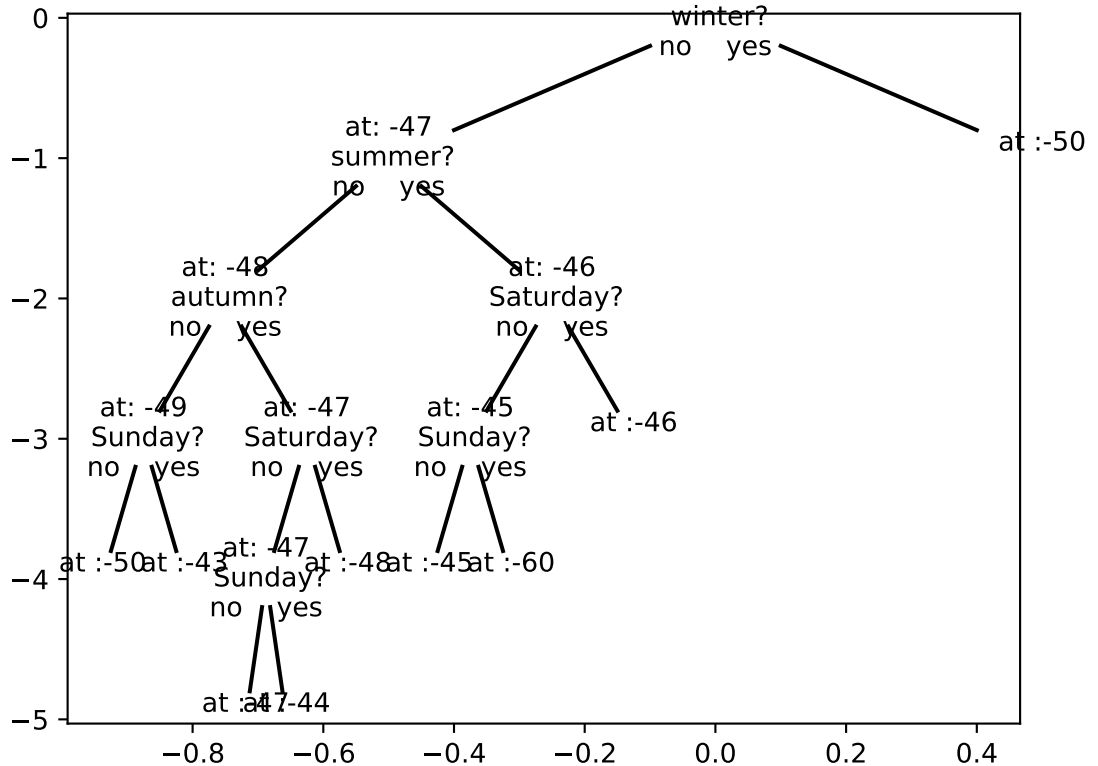 winter?
no yes
0
at: -47
summer?
no yes
at :-50
−1
at: -48
autumn?
no yes
at: -46
Saturday?
no yes
−2
at: -49
Sunday?
no yes
at: -47
Saturday?
no yes
at: -45
Sunday?
no yes
at :-46
−3
at :-50
at :-43
at: -47
Sunday?
no yes
at :-48
at :-45
at :-60
−4
at :-47
at :-44
−5
−0.8 −0.6 −0.4 −0.2 0.0 0.2 0.4